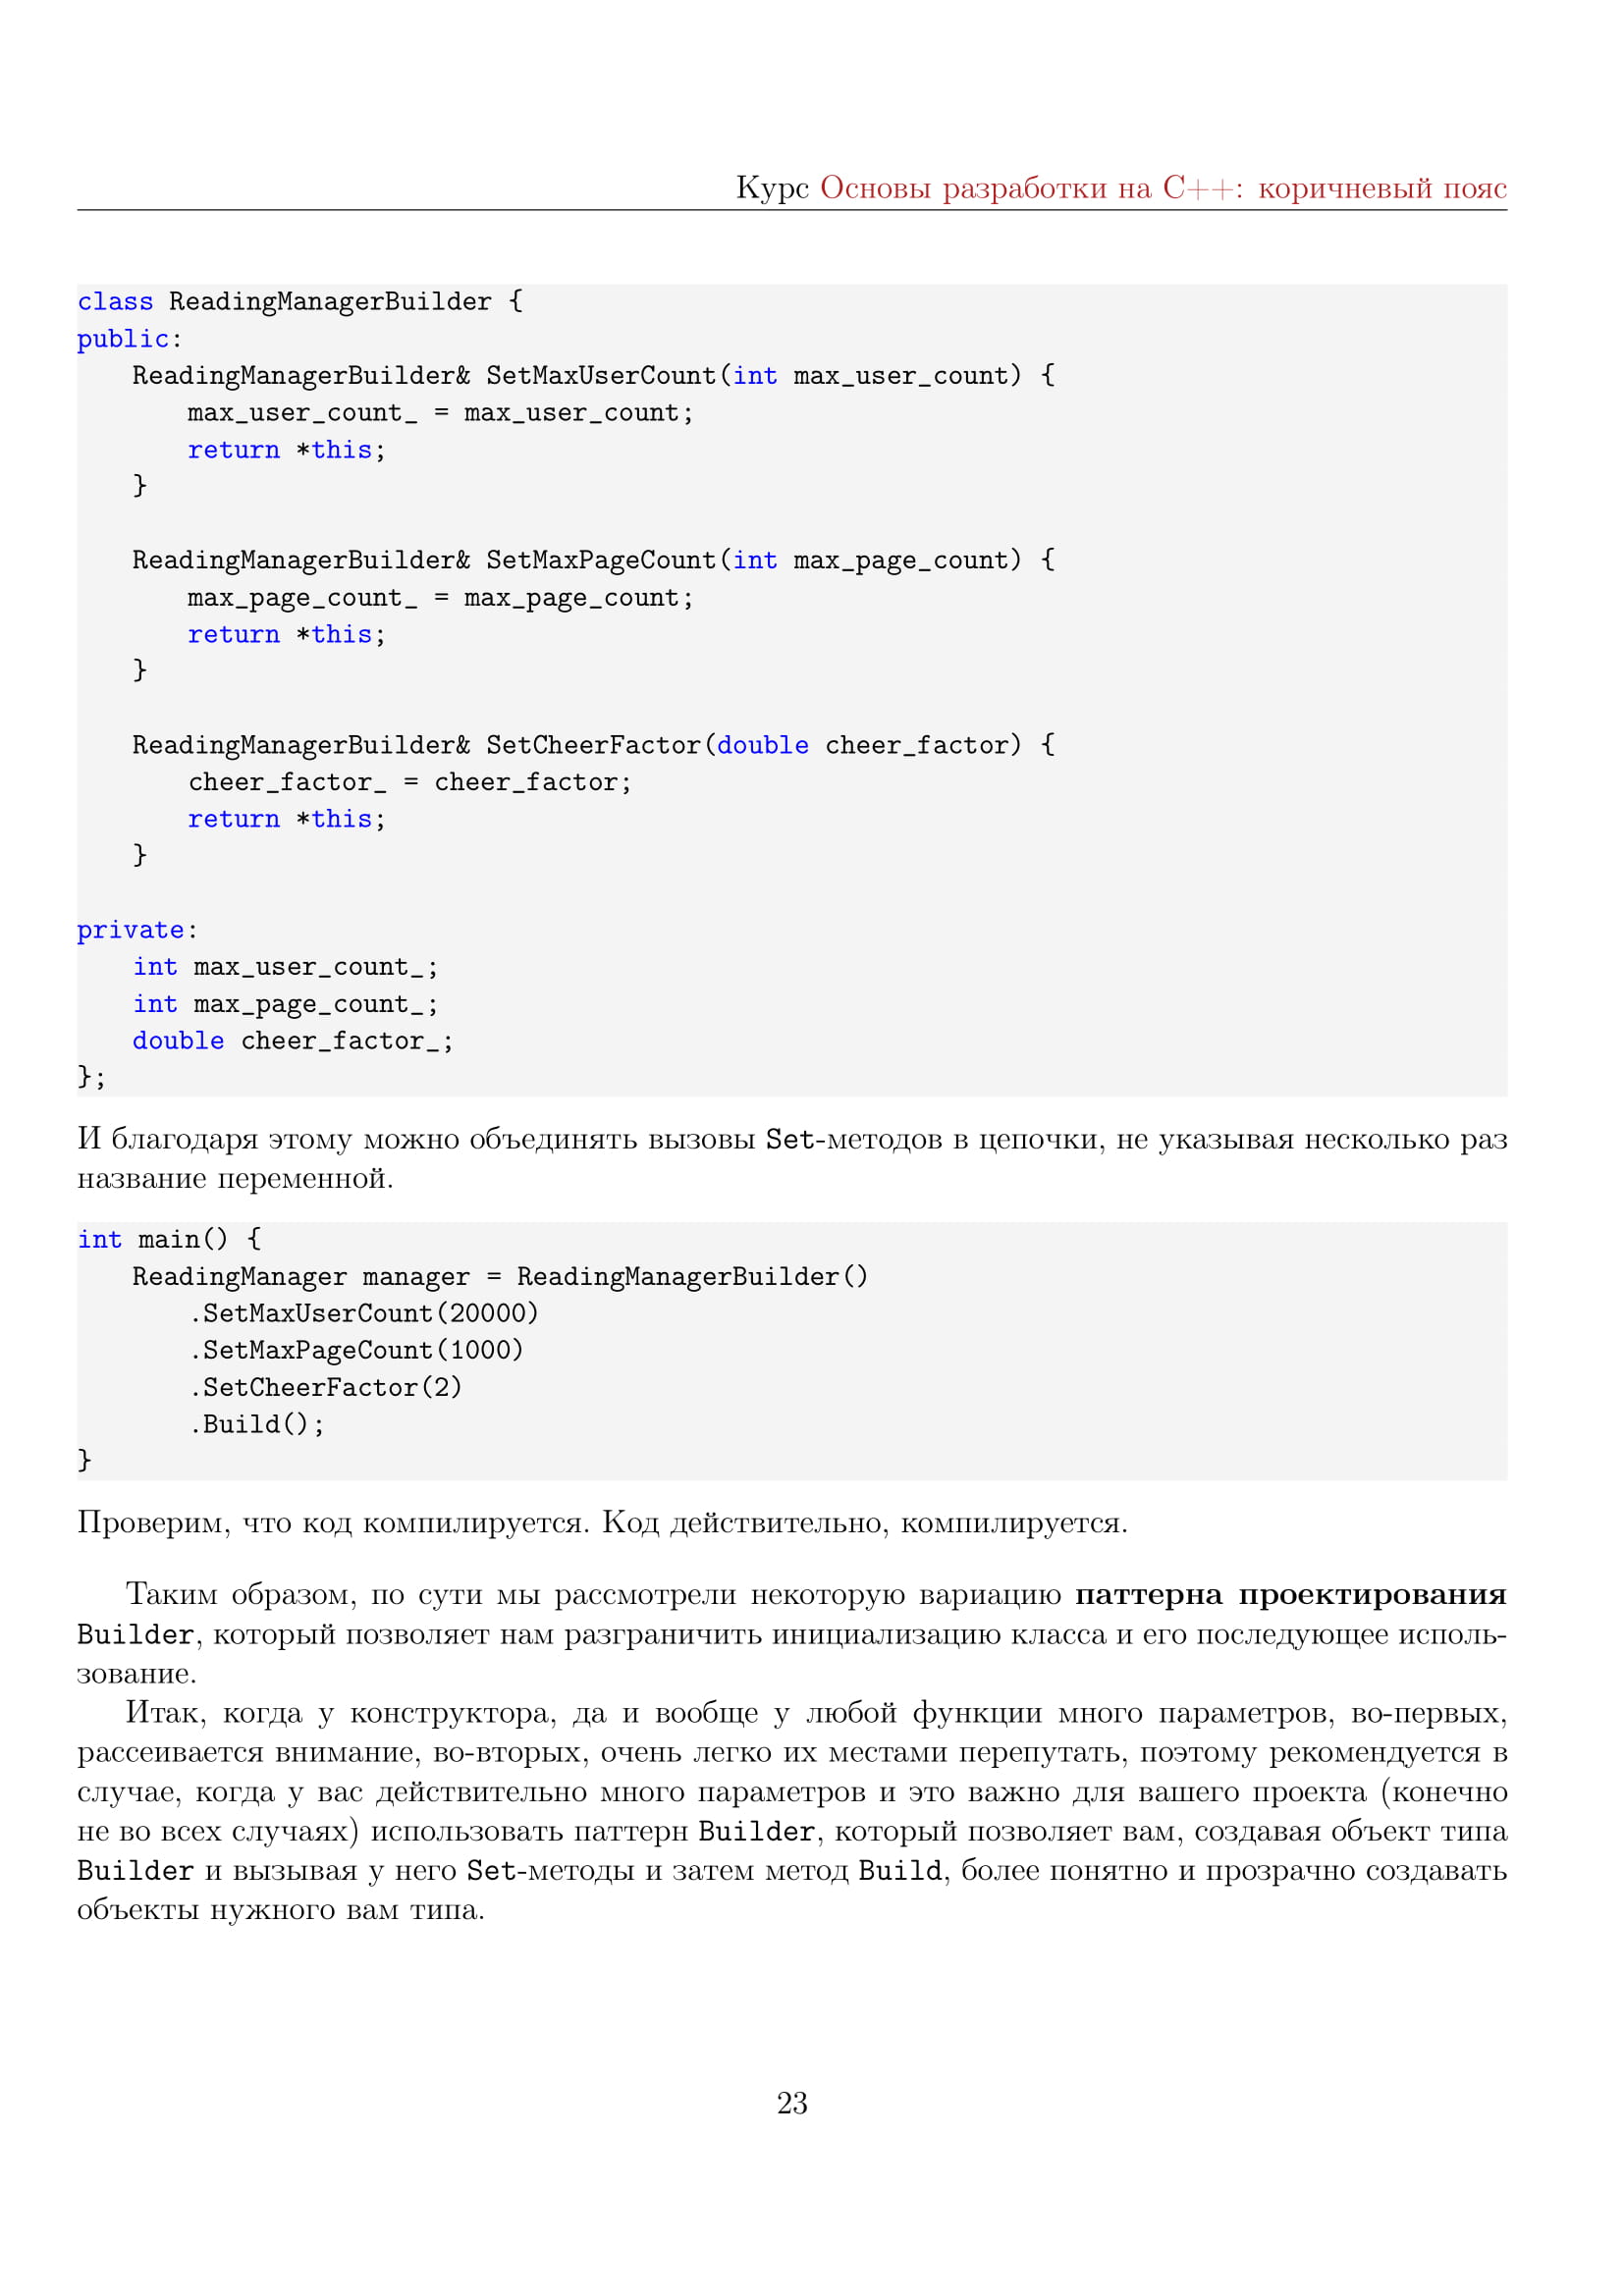 Курс Основы разработки на C++: коричневый пояс
class ReadingManagerBuilder {
public:
    ReadingManagerBuilder& SetMaxUserCount(int max_user_count) {
        max_user_count_ = max_user_count;
        return *this;
    }

    ReadingManagerBuilder& SetMaxPageCount(int max_page_count) {
        max_page_count_ = max_page_count;
        return *this;
    }

    ReadingManagerBuilder& SetCheerFactor(double cheer_factor) {
        cheer_factor_ = cheer_factor;
        return *this;
    }

private:
    int max_user_count_;
    int max_page_count_;
    double cheer_factor_;
};
И благодаря этому можно объединять вызовы Set-методов в цепочки, не указывая несколько раз
название переменной.
int main() {
    ReadingManager manager = ReadingManagerBuilder()
        .SetMaxUserCount(20000)
        .SetMaxPageCount(1000)
        .SetCheerFactor(2)
        .Build();
}
Проверим, что код компилируется. Код действительно, компилируется.
Таким образом, по сути мы рассмотрели некоторую вариацию паттерна проектирования
Builder, который позволяет нам разграничить инициализацию класса и его последующее исполь-
зование.
Итак, когда у конструктора, да и вообще у любой функции много параметров, во-первых,
рассеивается внимание, во-вторых, очень легко их местами перепутать, поэтому рекомендуется в
случае, когда у вас действительно много параметров и это важно для вашего проекта (конечно
не во всех случаях) использовать паттерн Builder, который позволяет вам, создавая объект типа
Builder и вызывая у него Set-методы и затем метод Build, более понятно и прозрачно создавать
объекты нужного вам типа.
23